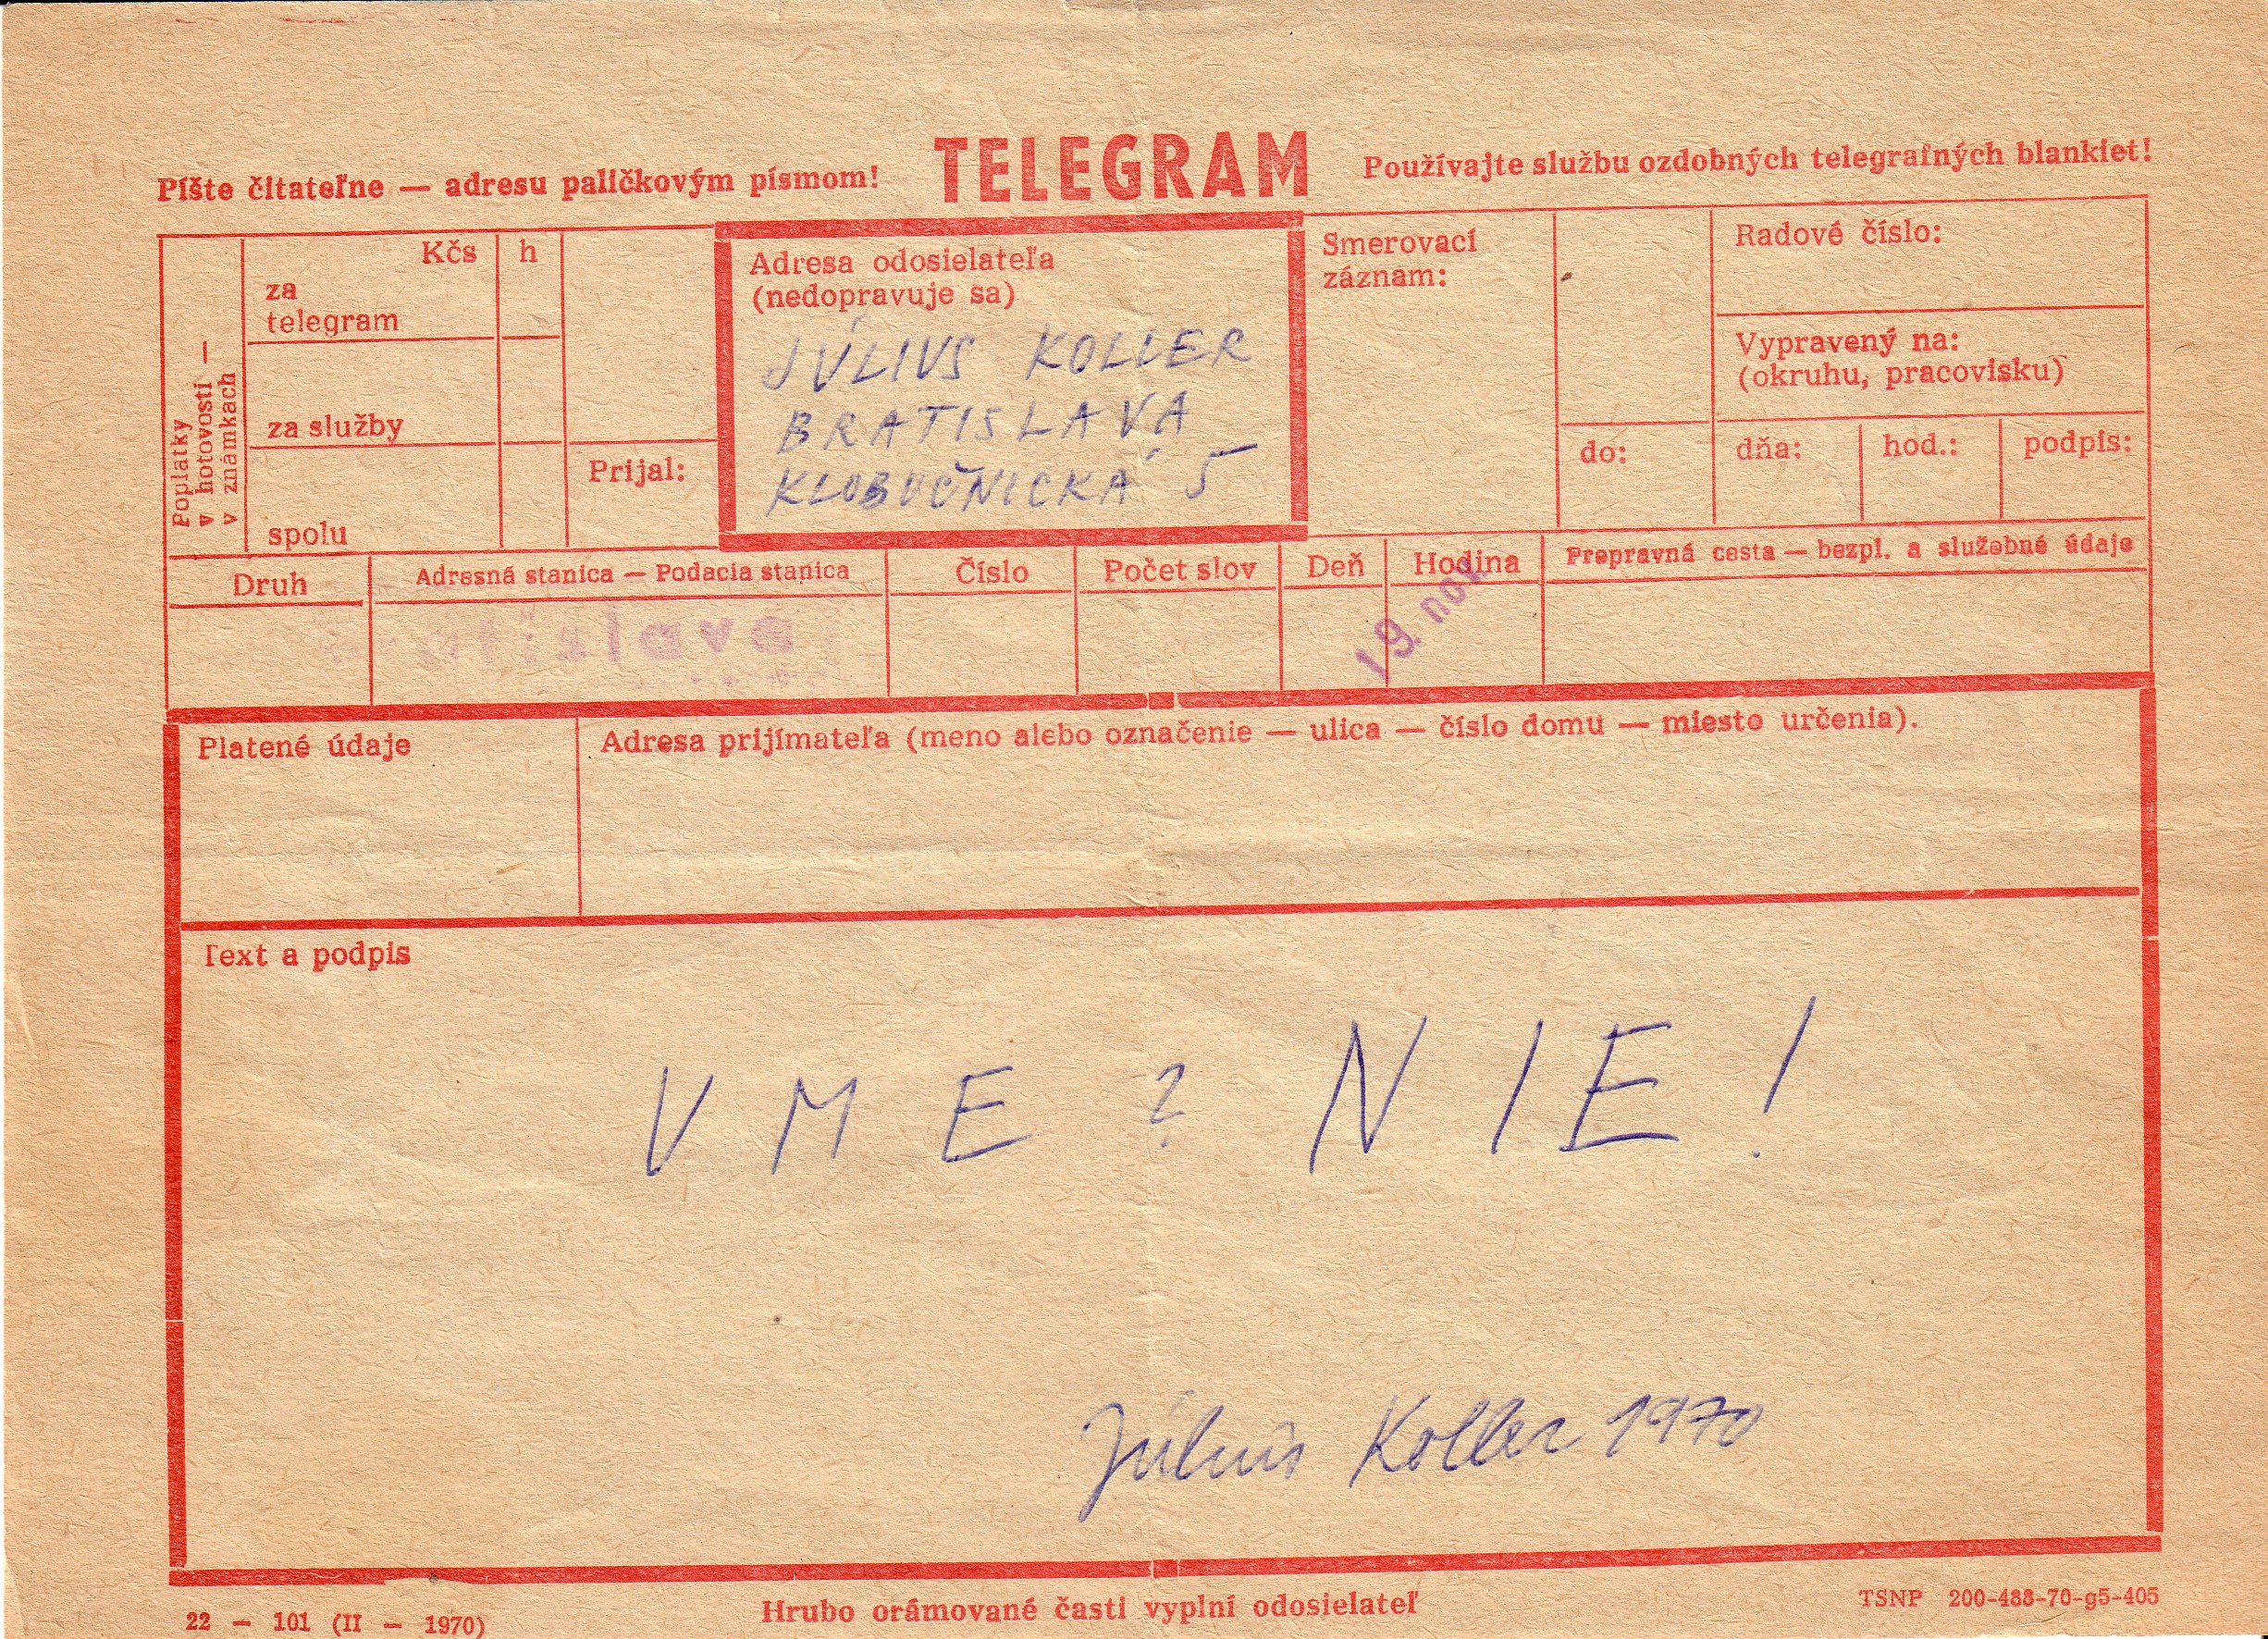 TELEGRAM
Píšte čitateľne — adresu paličkovým písmom!
Používajte službu ozdobných telegrafných blankiet!
Poplatky
v hotovosti —
v známkach
Kčs
h
za
telegram
za služby
spolu
Prijal:
Adresa odosielateľa
(nedopravuje sa)
JÚLIUS KOLLER
BRATISLAVA
KLOBUČNÍCKA 5
Smerovací
záznam:
do:
Radové číslo:
Vypravený na:
(okruhu, pracovisku)
dňa:
hod.:
podpis:
Druh
Adresná stanica — Podacia stanica
Číslo
Počet slov
Deň
Hodina
Prepravná cesta — bezpl. a služobné údaje
Bratislava
19. nov
Platené údaje
Adresa prijímateľa (meno alebo označenie — ulica — číslo domu — miesto určenia).
Text a podpis
V M E ? N I E !
Július Koller 1970
22 — 101 (II — 1970)
Hrubo orámované časti vyplní odosielateľ
TSNP 200-488-70-g5-405